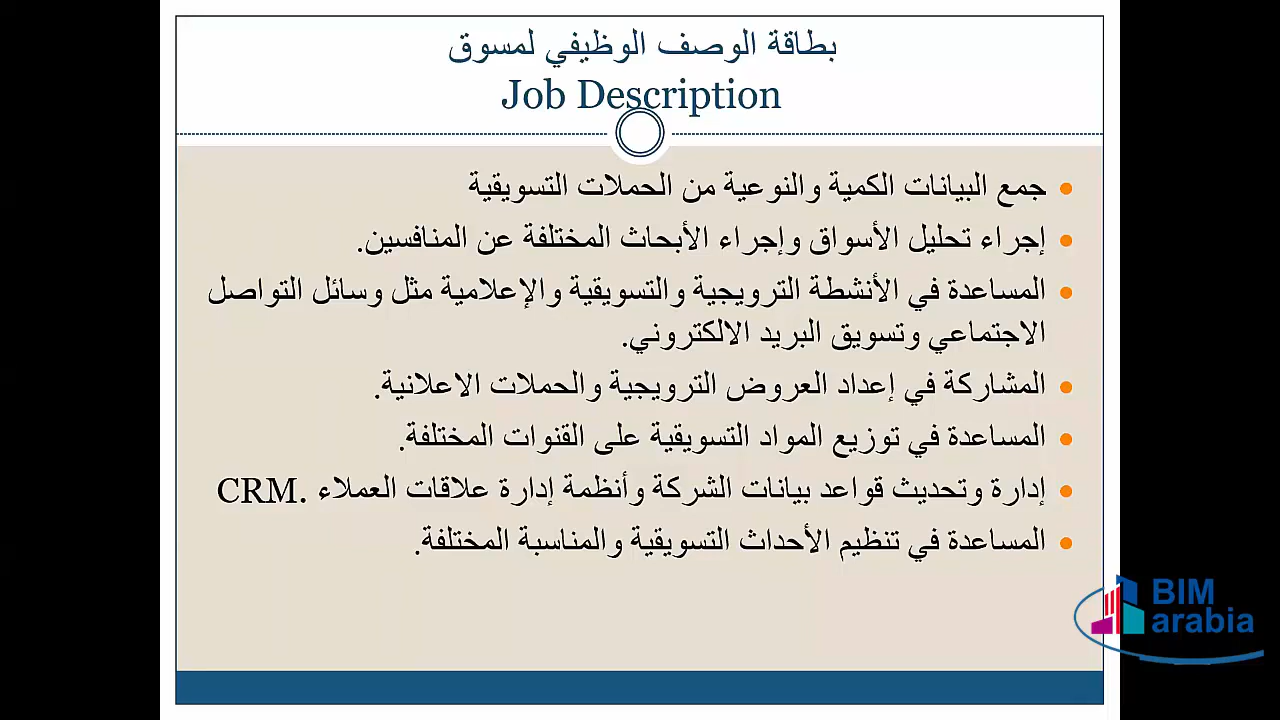 بطاقة الوصف الوظيفي لمسوق
Job Description
جمع البيانات الكمية والنوعية من الحملات التسويقية
إجراء تحليل الأسواق وإجراء الأبحاث المختلفة عن المنافسين.
المساعدة في الأنشطة الترويجية والتسويقية والإعلامية مثل وسائل التواصل
الاجتماعي وتسويق البريد الالكتروني.
المشاركة في إعداد العروض الترويجية والحملات الاعلانية.
المساعدة في توزيع المواد التسويقية على القنوات المختلفة.
إدارة وتحديث قواعد بيانات الشركة وأنظمة إدارة علاقات العملاء .CRM
المساعدة في تنظيم الأحداث التسويقية والمناسبة المختلفة.
BIM
arabia